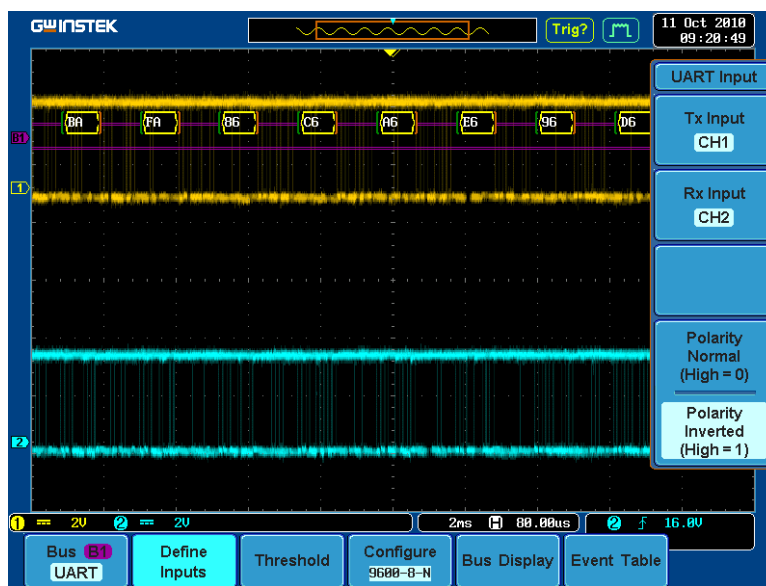 GWINSTEK
Trig?
11 Oct 2010
09:20:49
UART Input
Tx Input
CH1
Rx Input
CH2
Polarity
Normal
(High = 0)
Polarity
Inverted
(High = 1)
BA FA 86 C6 A6 E6 96 D6
B1
1
2
1 2V 2 2V
2ms H 80.00us
2 16.0V
Bus B1
UART
Define
Inputs
Threshold
Configure
9600-8-N
Bus Display
Event Table